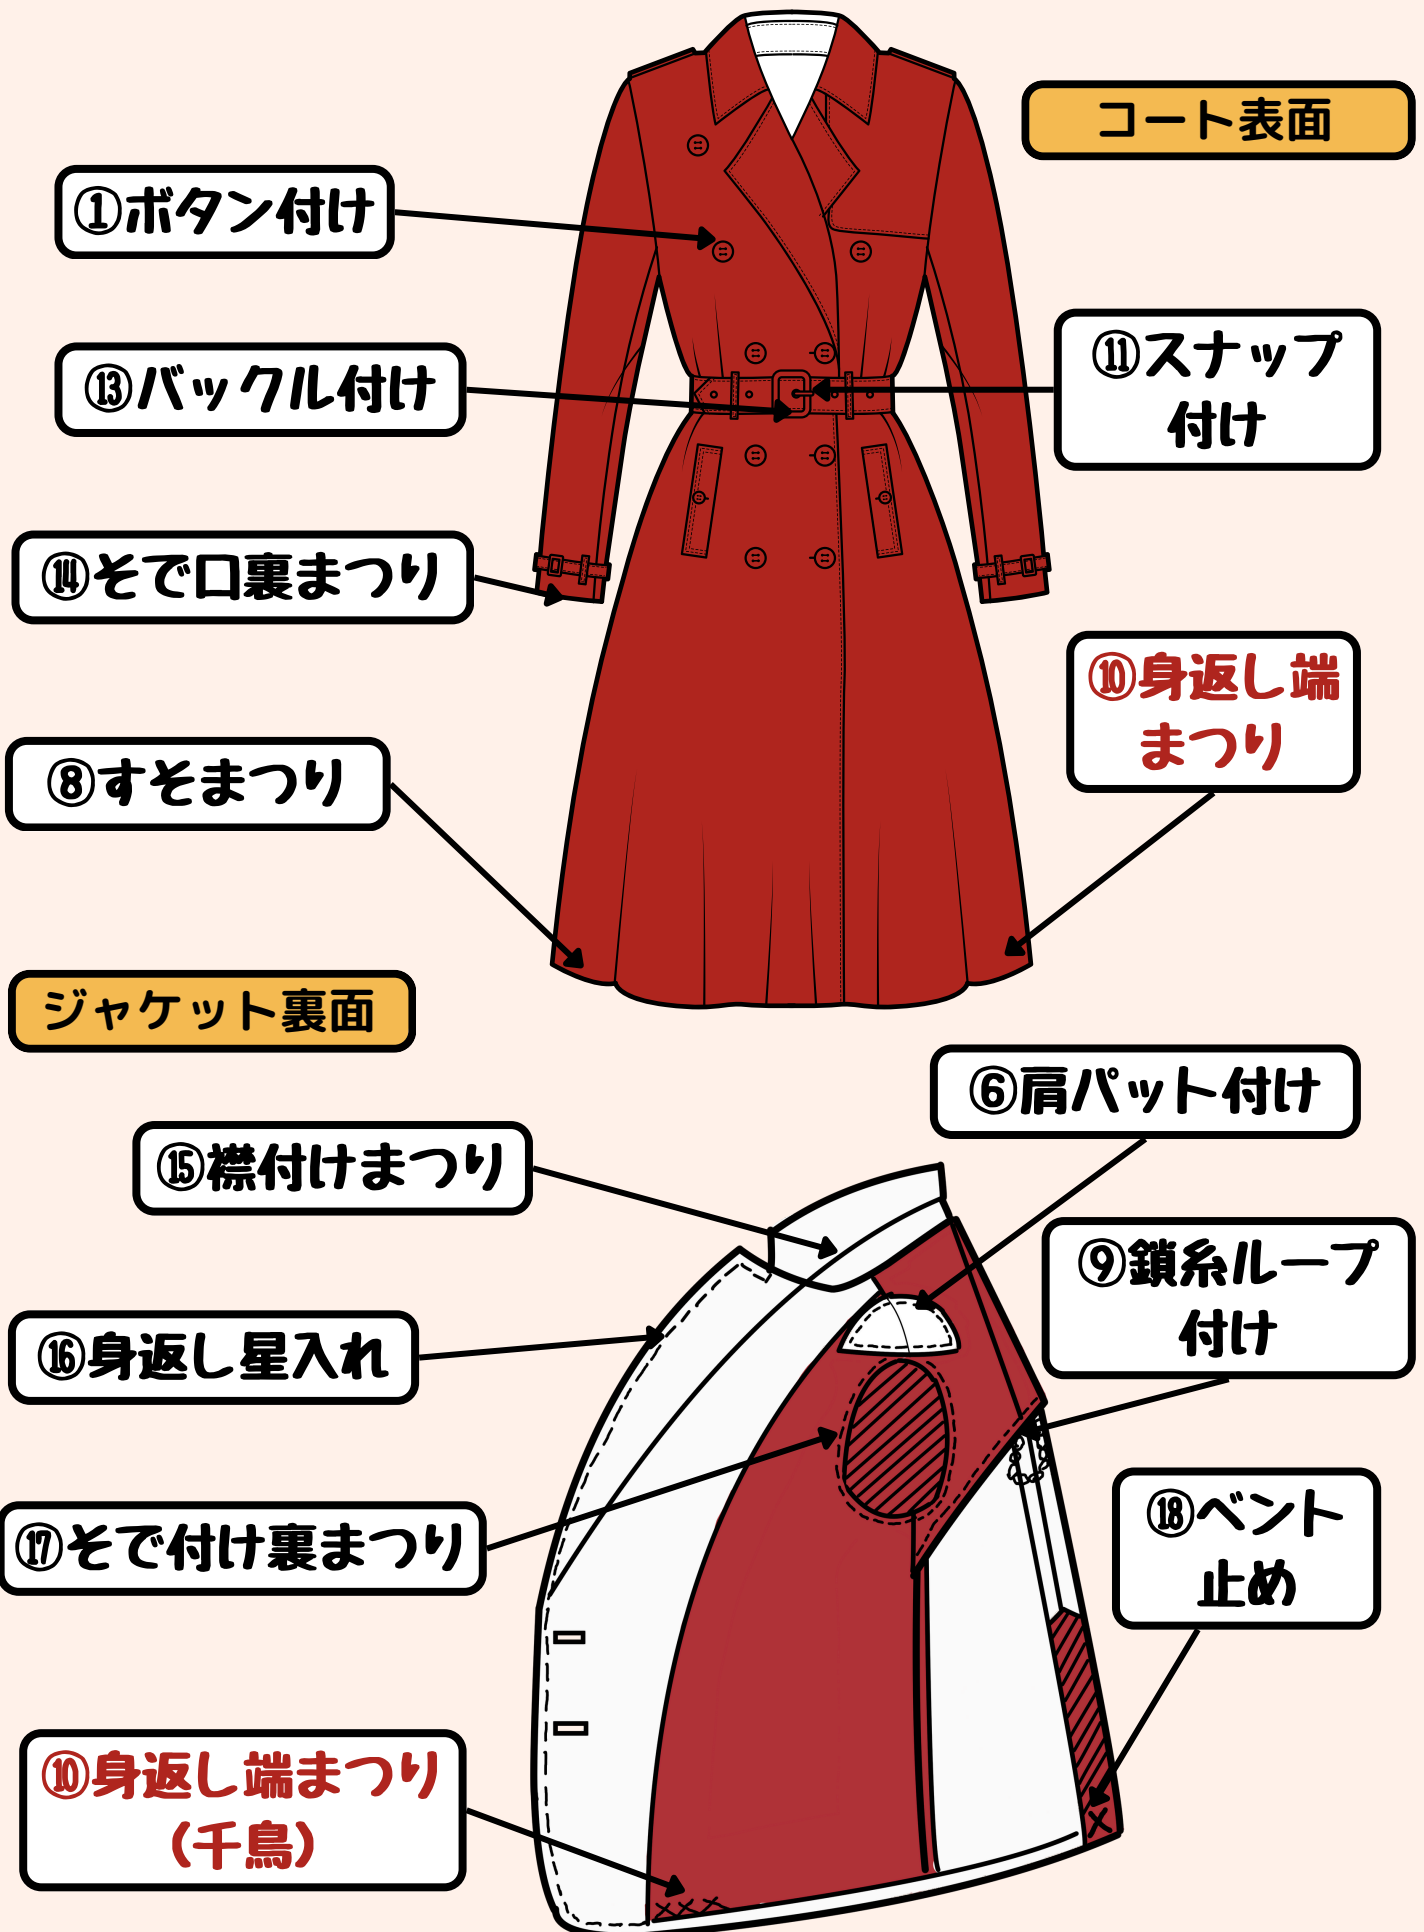 コート表面
①ボタン付け
⑪スナップ
付け
⑬バックル付け
⑭そで口裏まつり
⑩身返し端
まつり
⑧すそまつり
ジャケット裏面
⑥肩パット付け
⑮襟付けまつり
⑨鎖糸ループ
付け
⑯身返し星入れ
⑱ベント
止め
⑰そで付け裏まつり
⑩身返し端まつり
(千鳥)